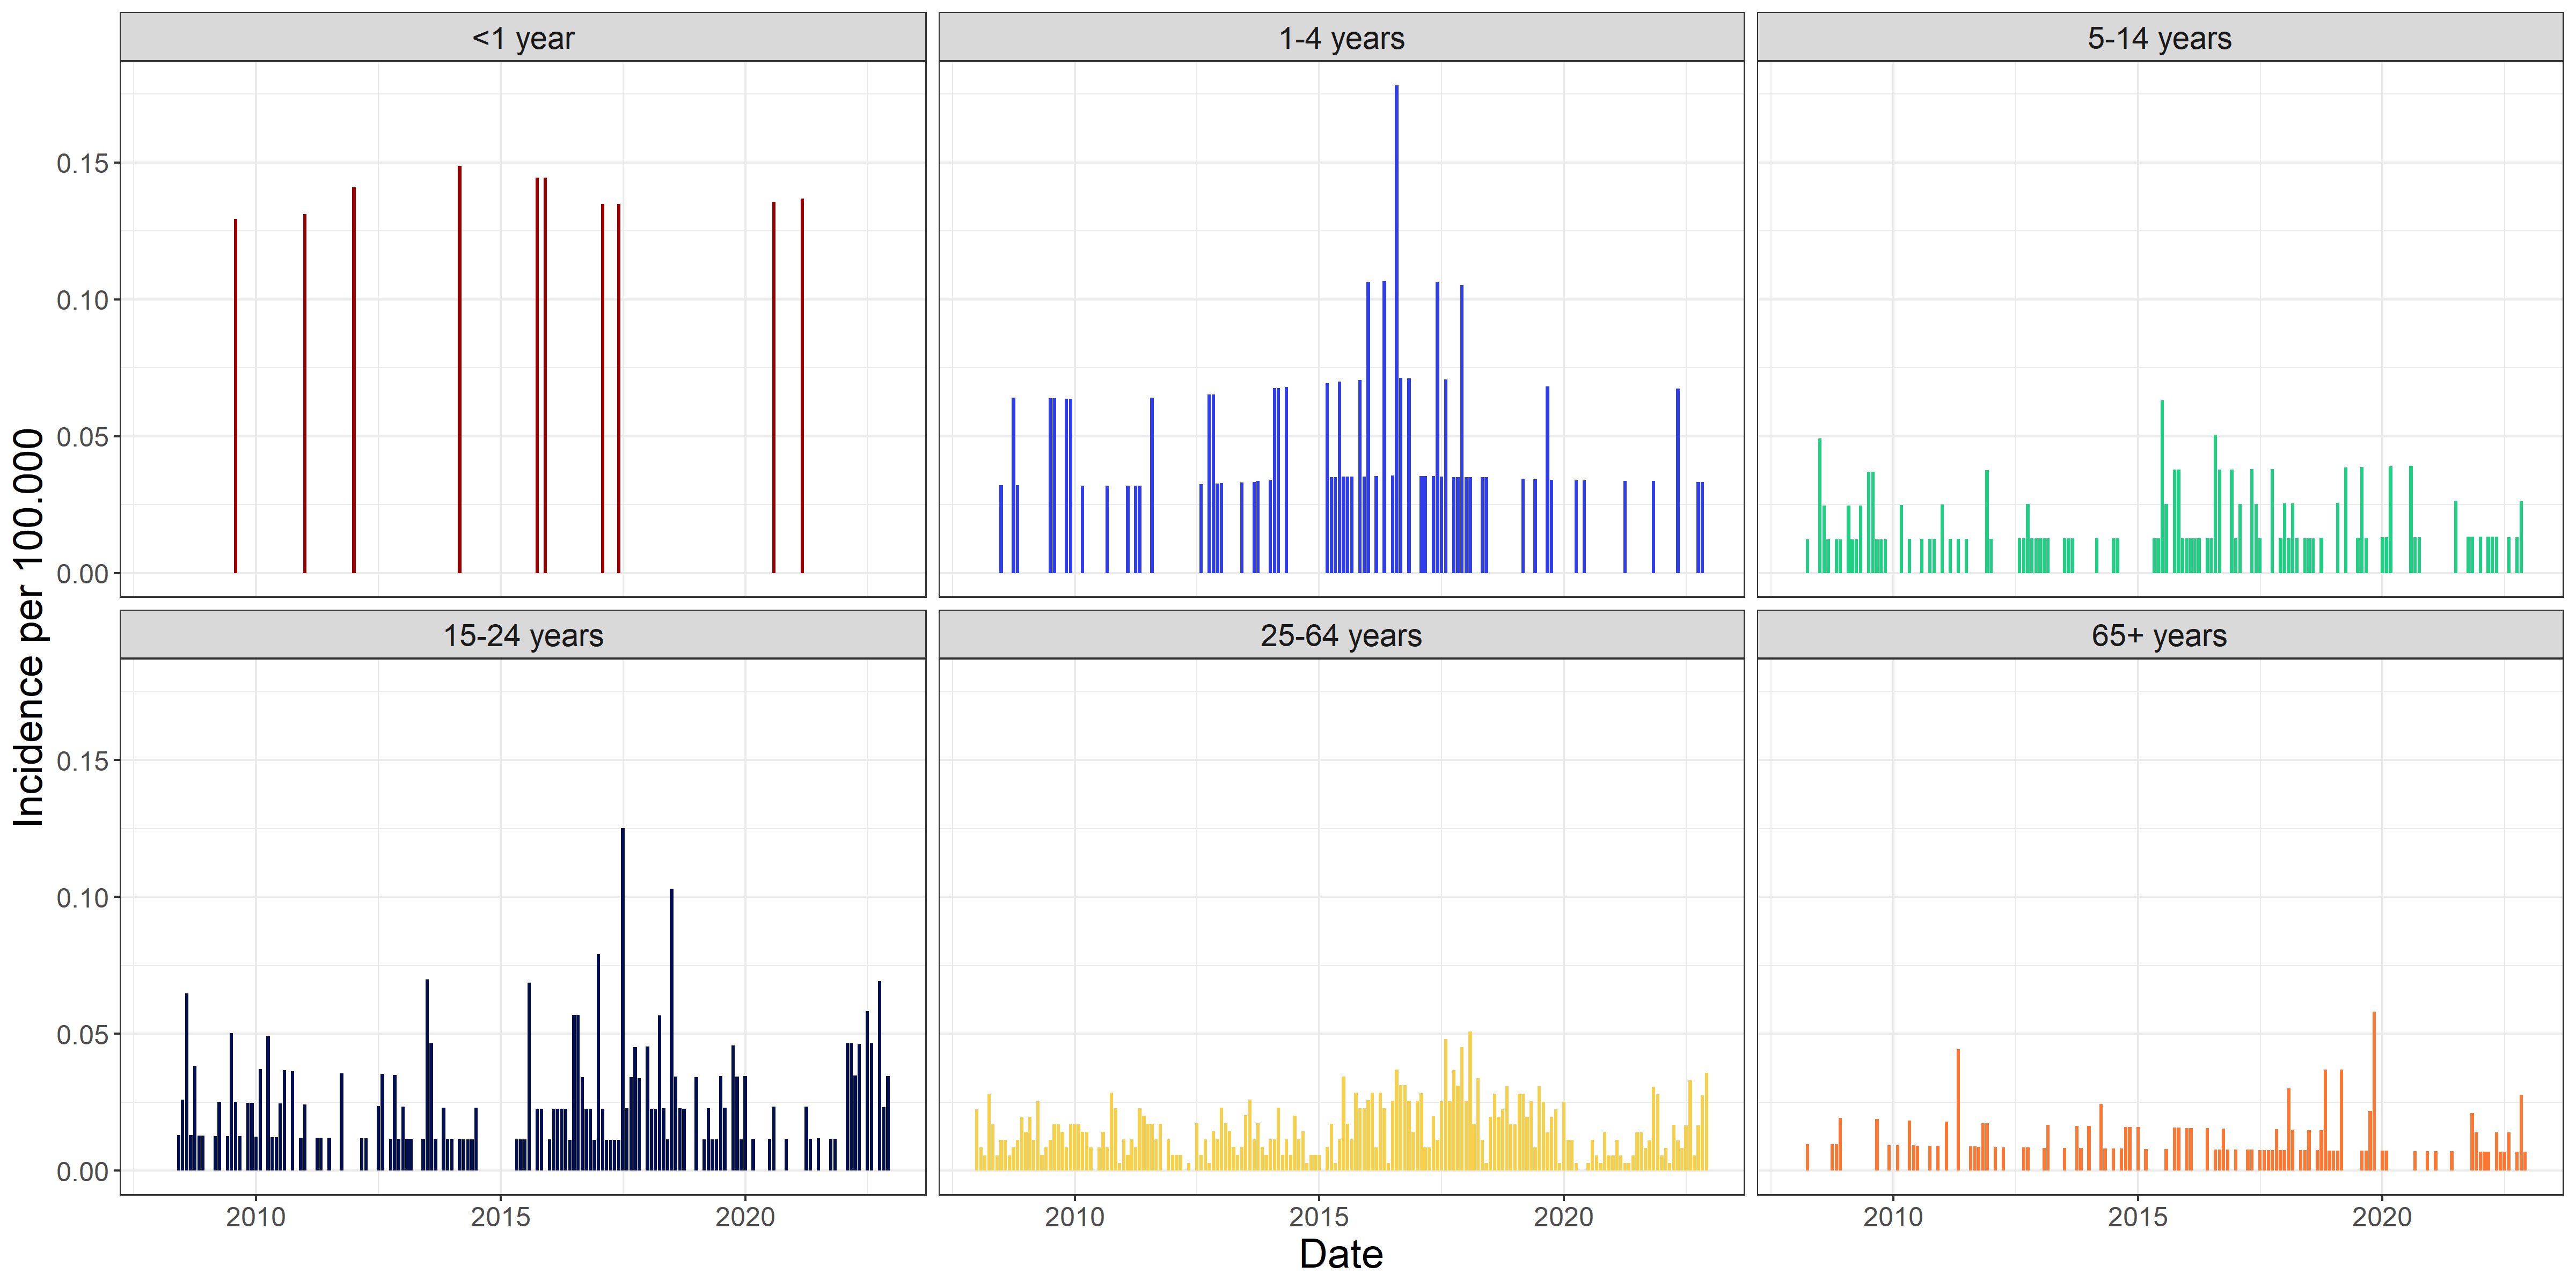 <1 year
1-4 years
5-14 years
0.15
0.10
0.05
0.00
15-24 years
25-64 years
65+ years
0.15
0.10
0.05
0.00
2010
2015
2020
2010
2015
2020
2010
2015
2020
Incidence per 100.000
Date